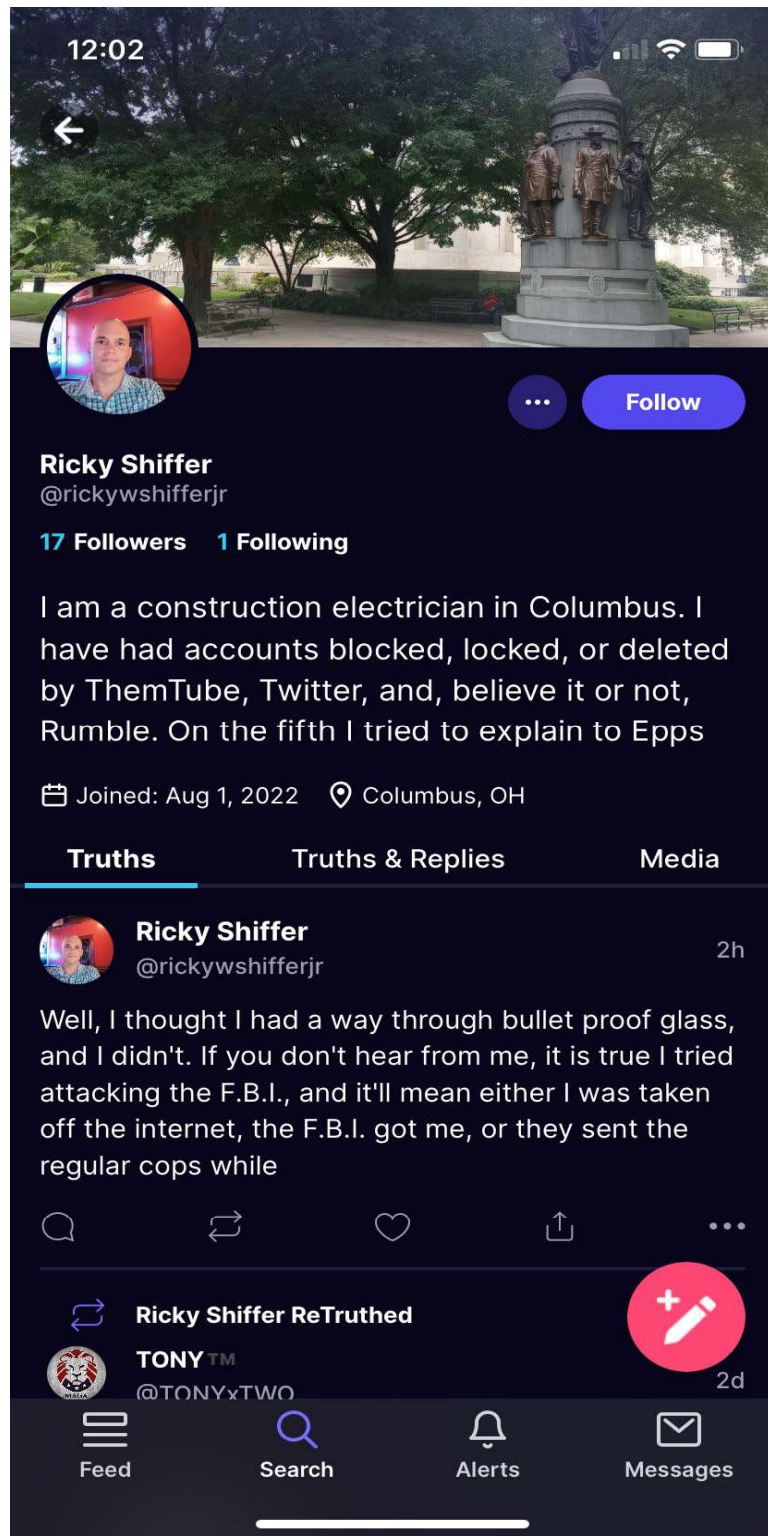 12:02
Follow
Ricky Shiffer
@rickywshifferjr
17 Followers 1 Following
I am a construction electrician in Columbus. I
have had accounts blocked, locked, or deleted
by ThemTube, Twitter, and, believe it or not,
Rumble. On the fifth I tried to explain to Epps
Joined: Aug 1, 2022 Columbus, OH
Truths Truths & Replies Media
Ricky Shiffer
@rickywshifferjr
2h
Well, I thought I had a way through bullet proof glass,
and I didn't. If you don't hear from me, it is true I tried
attacking the F.B.I., and it'll mean either I was taken
off the internet, the F.B.I. got me, or they sent the
regular cops while
Ricky Shiffer ReTruthed
TONY™
@TONYxTWO
2d
MAGA
Feed Search Alerts Messages